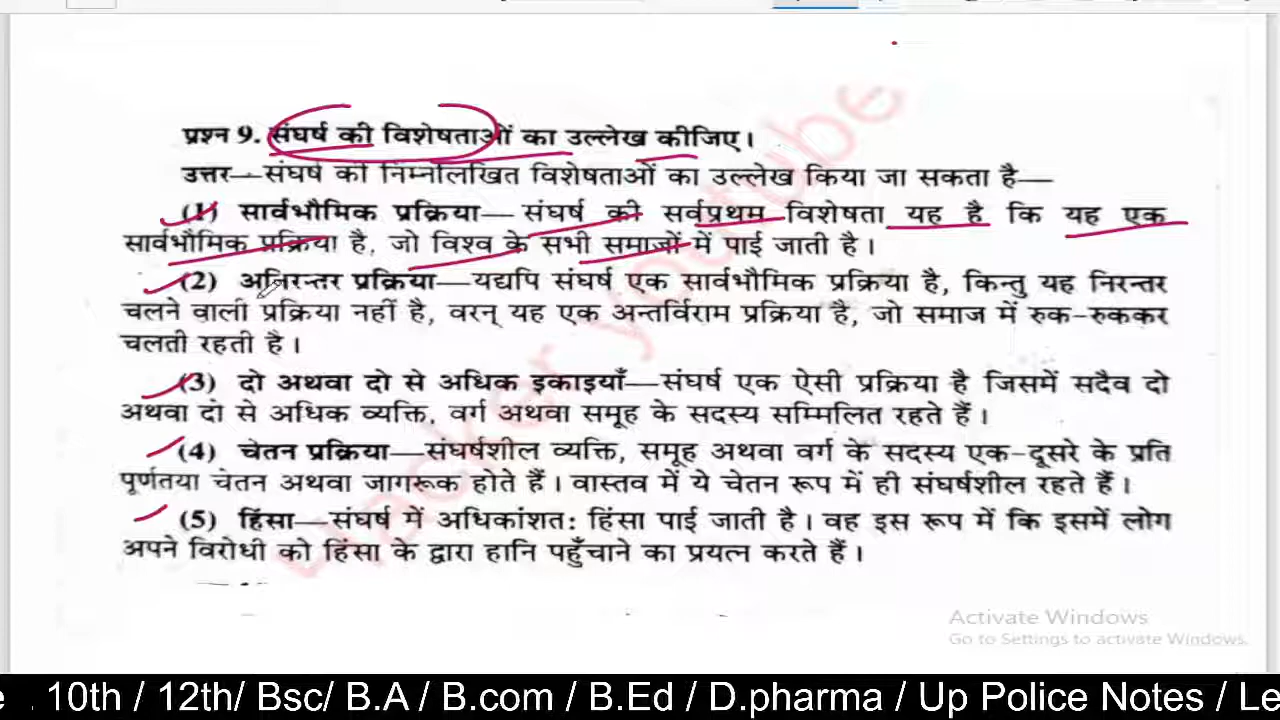 प्रश्न 9. संघर्ष की विशेषताओं का उल्लेख कीजिए।
उत्तर—संघर्ष की निम्नलिखित विशेषताओं का उल्लेख किया जा सकता है—
(1) सार्वभौमिक प्रक्रिया— संघर्ष की सर्वप्रथम विशेषता यह है कि यह एक
सार्वभौमिक प्रक्रिया है, जो विश्व के सभी समाजों में पाई जाती है।
(2) अनिरन्तर प्रक्रिया—यद्यपि संघर्ष एक सार्वभौमिक प्रक्रिया है, किन्तु यह निरन्तर
चलने वाली प्रक्रिया नहीं है, वरन् यह एक अन्तर्विराम प्रक्रिया है, जो समाज में रुक-रुककर
चलती रहती है।
(3) दो अथवा दो से अधिक इकाइयाँ—संघर्ष एक ऐसी प्रक्रिया है जिसमें सदैव दो
अथवा दो से अधिक व्यक्ति, वर्ग अथवा समूह के सदस्य सम्मिलित रहते हैं।
(4) चेतन प्रक्रिया—संघर्षशील व्यक्ति, समूह अथवा वर्ग के सदस्य एक-दूसरे के प्रति
पूर्णतया चेतन अथवा जागरूक होते हैं। वास्तव में ये चेतन रूप में ही संघर्षशील रहते हैं।
(5) हिंसा—संघर्ष में अधिकांशत: हिंसा पाई जाती है। वह इस रूप में कि इसमें लोग
अपने विरोधी को हिंसा के द्वारा हानि पहुँचाने का प्रयत्न करते हैं।
hacker youtube
Activate Windows
Go to Settings to activate Windows.
e . 10th / 12th/ Bsc/ B.A / B.com / B.Ed / D.pharma / Up Police Notes / Le